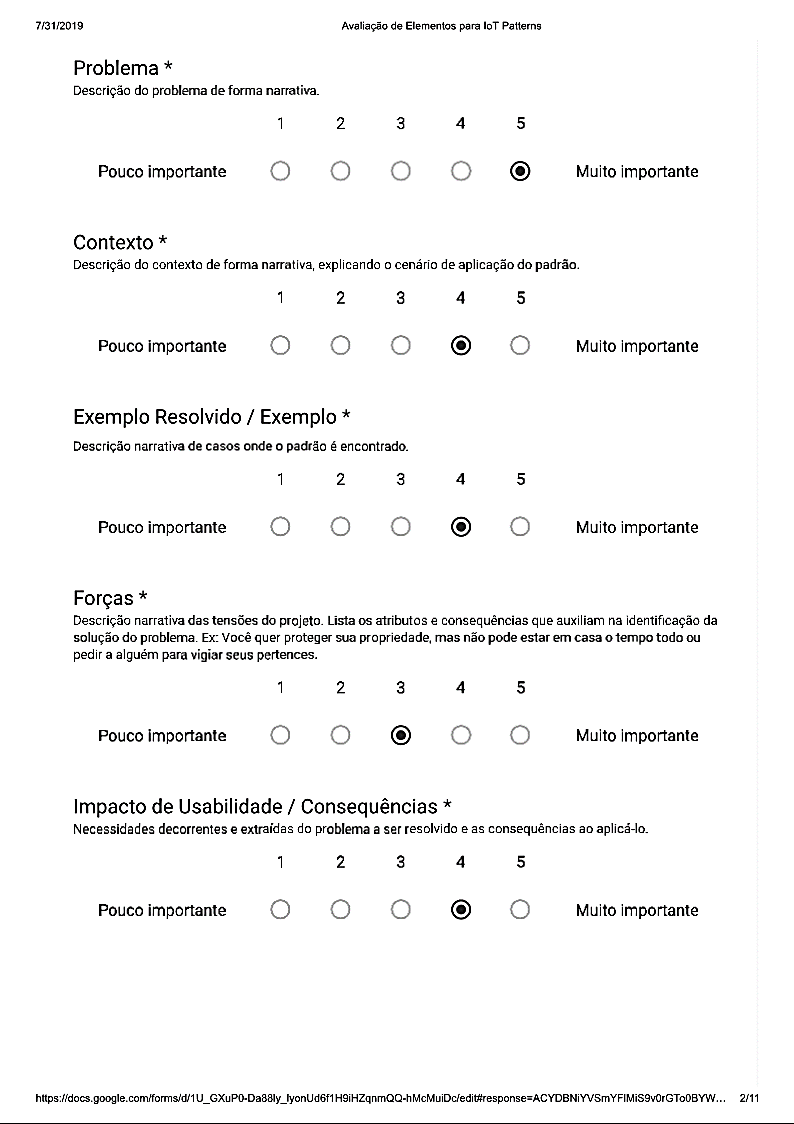 7/31/2019 Avaliação de Elementos para IoT Patterns
Problema *
Descrição do problema de forma narrativa.
1 2 3 4 5
Pouco importante Muito importante
Contexto *
Descrição do contexto de forma narrativa, explicando o cenário de aplicação do padrão.
1 2 3 4 5
Pouco importante Muito importante
Exemplo Resolvido / Exemplo *
Descrição narrativa de casos onde o padrão é encontrado.
1 2 3 4 5
Pouco importante Muito importante
Forças *
Descrição narrativa das tensões do projeto. Lista os atributos e consequências que auxiliam na identificação da
solução do problema. Ex: Você quer proteger sua propriedade, mas não pode estar em casa o tempo todo ou
pedir a alguém para vigiar seus pertences.
1 2 3 4 5
Pouco importante Muito importante
Impacto de Usabilidade / Consequências *
Necessidades decorrentes e extraídas do problema a ser resolvido e as consequências ao aplicá-lo.
1 2 3 4 5
Pouco importante Muito importante
https://docs.google.com/forms/d/1U_GXuP0-Da88ly_lyonUd6f1H9iHZqnmQQ-hMcMuiDc/edit#response=ACYDBNiYVSmYFlMiS9v0rGTo0BYW... 2/11